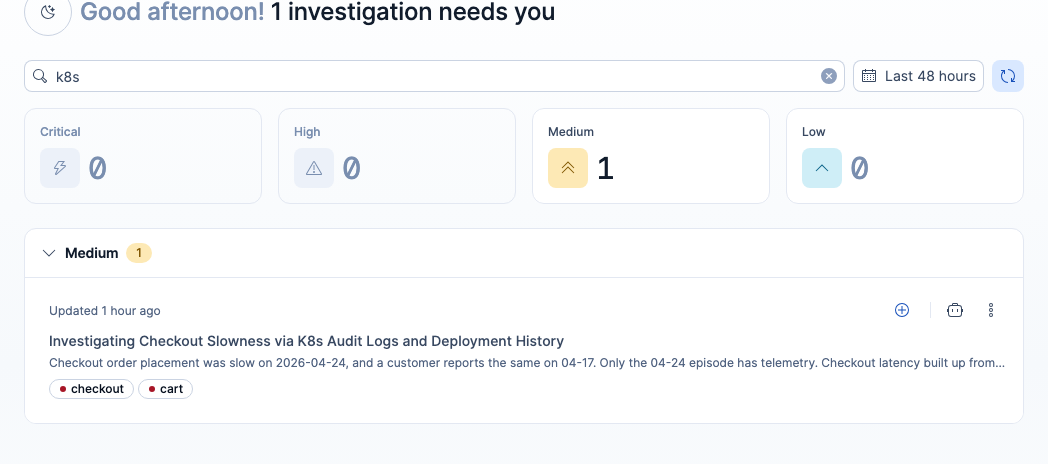 Good afternoon! 1 investigation needs you
k8s
Last 48 hours
Critical
0
High
0
Medium
1
Low
0
Medium 1
Updated 1 hour ago
Investigating Checkout Slowness via K8s Audit Logs and Deployment History
Checkout order placement was slow on 2026-04-24, and a customer reports the same on 04-17. Only the 04-24 episode has telemetry. Checkout latency built up from...
checkout cart